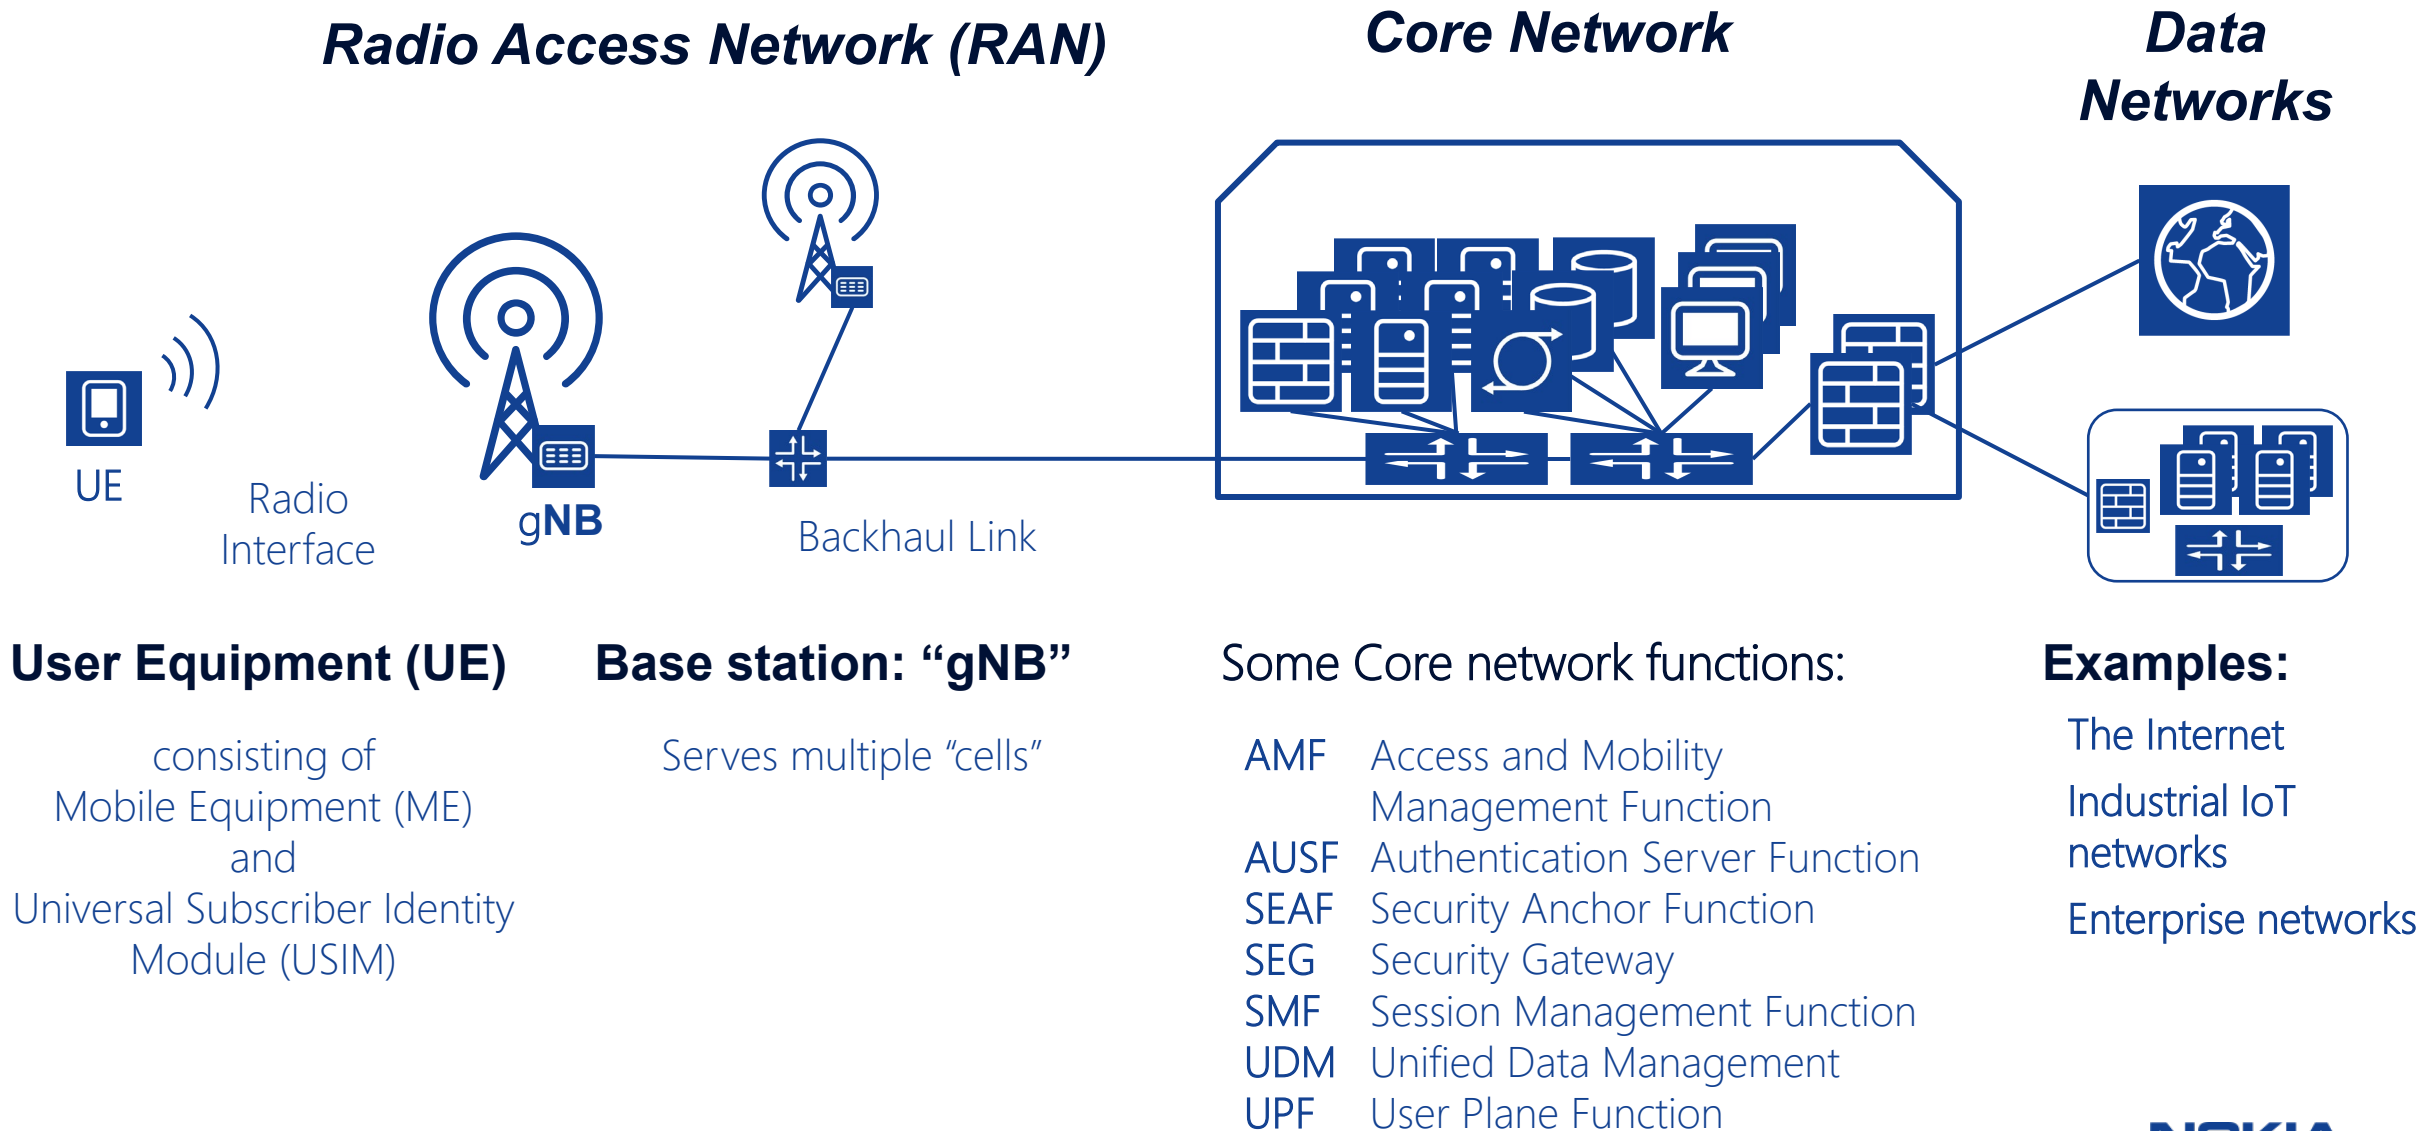 Radio Access Network (RAN)
Core Network
Data
Networks
UE
Radio
Interface
gNB
Backhaul Link
User Equipment (UE)
consisting of
Mobile Equipment (ME)
and
Universal Subscriber Identity
Module (USIM)
Base station: “gNB”
Serves multiple “cells”
Some Core network functions:
AMF Access and Mobility
Management Function
AUSF Authentication Server Function
SEAF Security Anchor Function
SEG Security Gateway
SMF Session Management Function
UDM Unified Data Management
UPF User Plane Function
Examples:
The Internet
Industrial IoT
networks
Enterprise networks
NOKIA